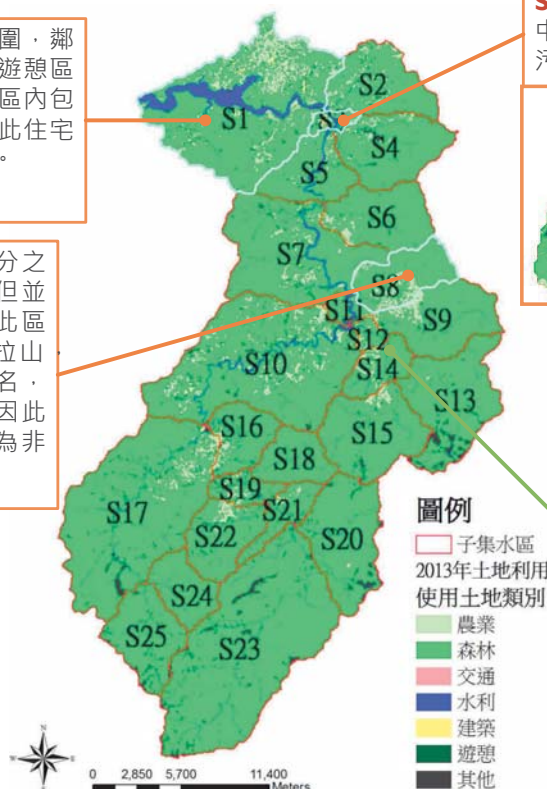 圍，鄰
遊憩區
區內包
此住宅
。
分之
但並
此區
拉山，
名，
因此
為非
S
中
污
S1
S2
S4
S5
S6
S7
S8
S9
S10
S11
S12
S13
S14
S15
S16
S17
S18
S19
S20
S21
S22
S23
S24
S25
圖例
子集水區
2013年土地利用
使用土地類別
農業
森林
交通
水利
建築
遊憩
其他
N
W
E
S
0 2,850 5,700 11,400
Meters